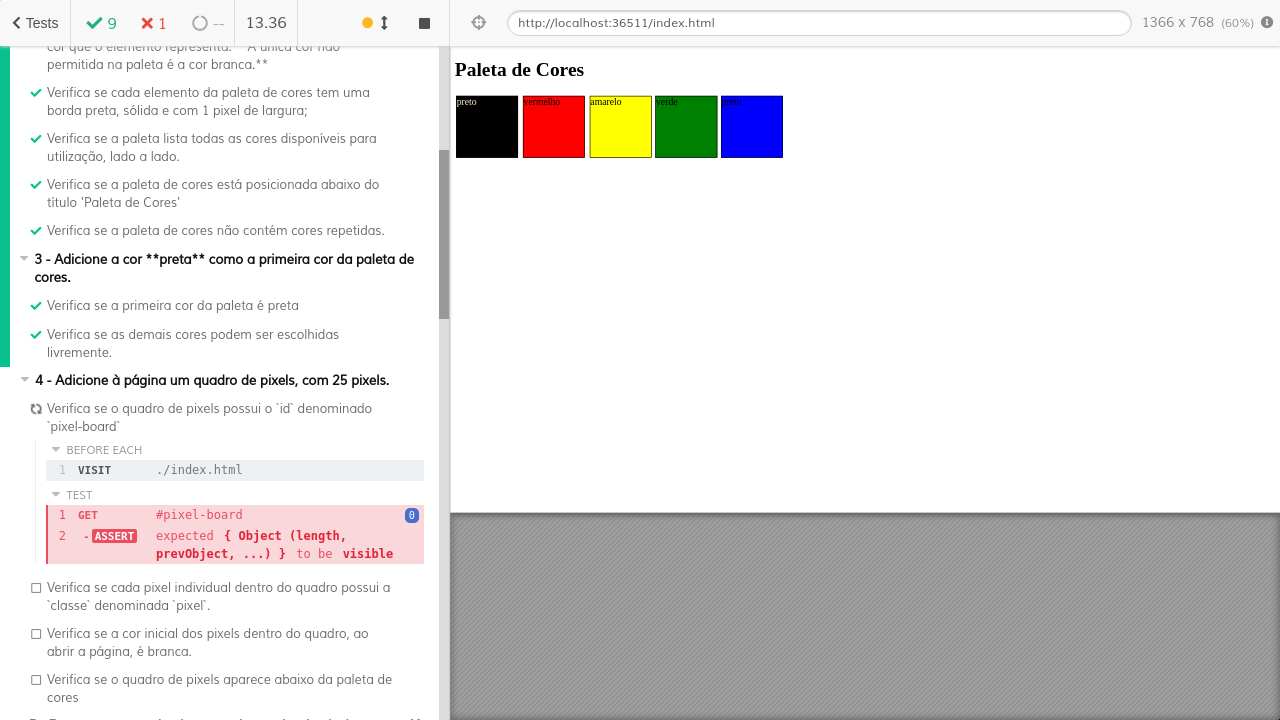 Tests 9 1 -- 13.36
http://localhost:36511/index.html 1366 x 768 (60%)
cor que o elemento representa. **A única cor não
permitida na paleta é a cor branca.**
Verifica se cada elemento da paleta de cores tem uma
borda preta, sólida e com 1 pixel de largura;
Verifica se a paleta lista todas as cores disponíveis para
utilização, lado a lado.
Verifica se a paleta de cores está posicionada abaixo do
título 'Paleta de Cores'
Verifica se a paleta de cores não contém cores repetidas.
3 - Adicione a cor **preta** como a primeira cor da paleta de
cores.
Verifica se a primeira cor da paleta é preta
Verifica se as demais cores podem ser escolhidas
livremente.
4 - Adicione à página um quadro de pixels, com 25 pixels.
Verifica se o quadro de pixels possui o `id` denominado
`pixel-board`
BEFORE EACH
1 VISIT ./index.html
TEST
1 GET #pixel-board 0
2 -ASSERT expected { Object (length,
prevObject, ...) } to be visible
Verifica se cada pixel individual dentro do quadro possui a
`classe` denominada `pixel`.
Verifica se a cor inicial dos pixels dentro do quadro, ao
abrir a página, é branca.
Verifica se o quadro de pixels aparece abaixo da paleta de
cores
Paleta de Cores
preto vermelho amarelo verde preto